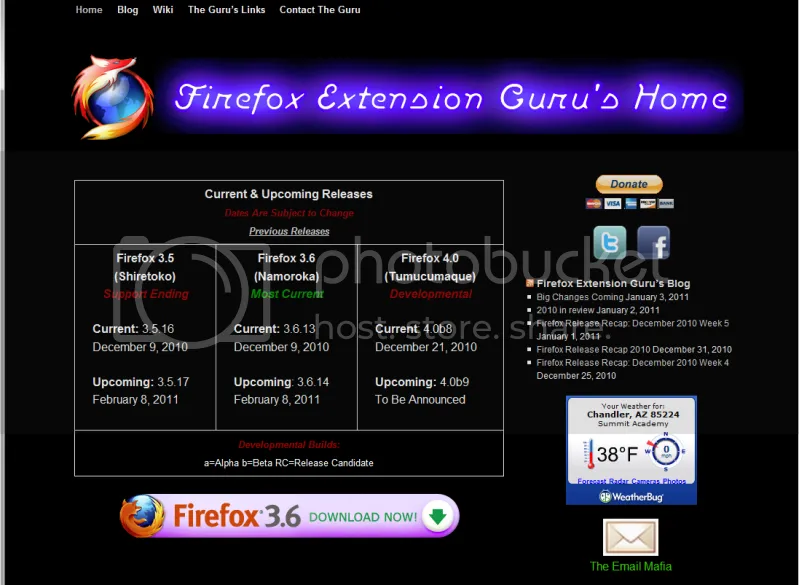 Home Blog Wiki The Guru's Links Contact The Guru
Firefox Extension Guru's Home
Current & Upcoming Releases
Dates Are Subject to Change
Previous Releases
Firefox 3.5
(Shiretoko)
Support Ending
Current: 3.5.16
December 9, 2010
Upcoming: 3.5.17
February 8, 2011
Firefox 3.6
(Namoroka)
Most Current
Current: 3.6.13
December 9, 2010
Upcoming: 3.6.14
February 8, 2011
Firefox 4.0
(Tumucumaque)
Developmental
Current: 4.0b8
December 21, 2010
Upcoming: 4.0b9
To Be Announced
Developmental Builds:
a=Alpha b=Beta RC=Release Candidate
Firefox® 3.6 DOWNLOAD NOW!
Donate
VISA
BANK
t f
Firefox Extension Guru's Blog
Big Changes Coming January 3, 2011
2010 in review January 2, 2011
Firefox Release Recap: December 2010 Week 5
January 1, 2011
Firefox Release Recap 2010 December 31, 2010
Firefox Release Recap: December 2010 Week 4
December 25, 2010
Your Weather for:
Chandler, AZ 85224
Summit Academy
38°F
N
W 0 E
mph
S
Forecast Radar Cameras Photos
WeatherBug
The Email Mafia
photobucket
host. store. share.